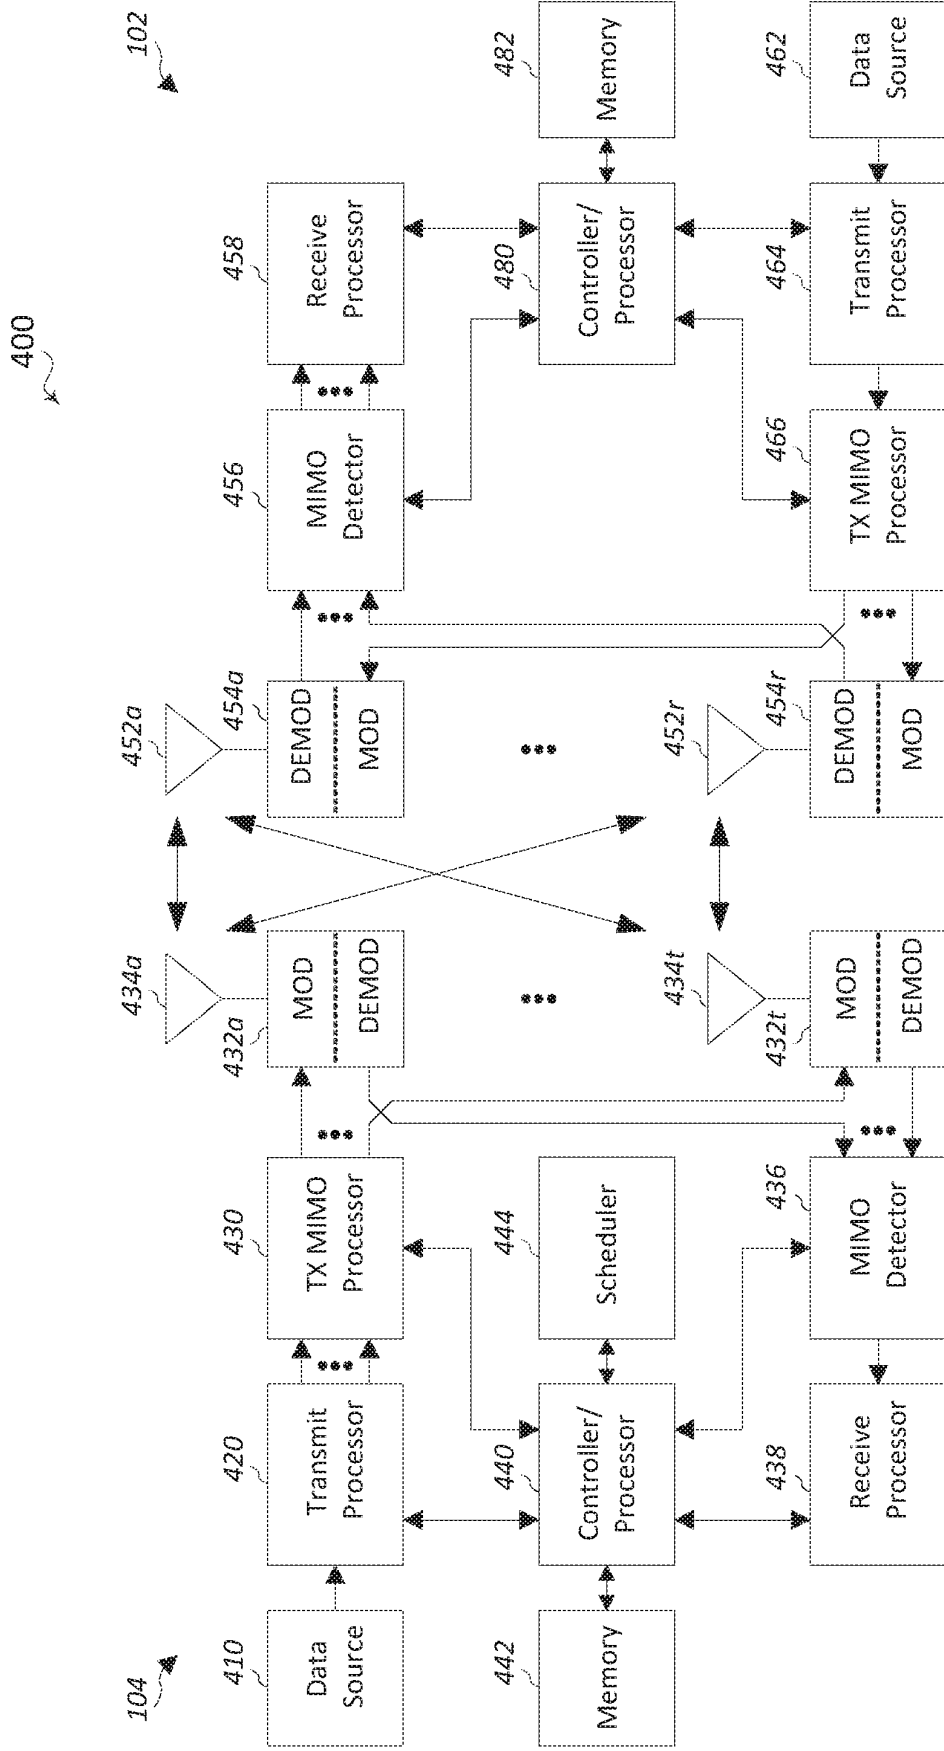 400
104
102
410
Data
Source
420
Transmit
Processor
430
TX MIMO
Processor
434a
432a
MOD
DEMOD
452a
454a
DEMOD
MOD
456
MIMO
Detector
458
Receive
Processor
442
Memory
440
Controller/
Processor
444
Scheduler
480
Controller/
Processor
482
Memory
438
Receive
Processor
436
MIMO
Detector
434t
432t
MOD
DEMOD
452r
454r
DEMOD
MOD
466
TX MIMO
Processor
464
Transmit
Processor
462
Data
Source